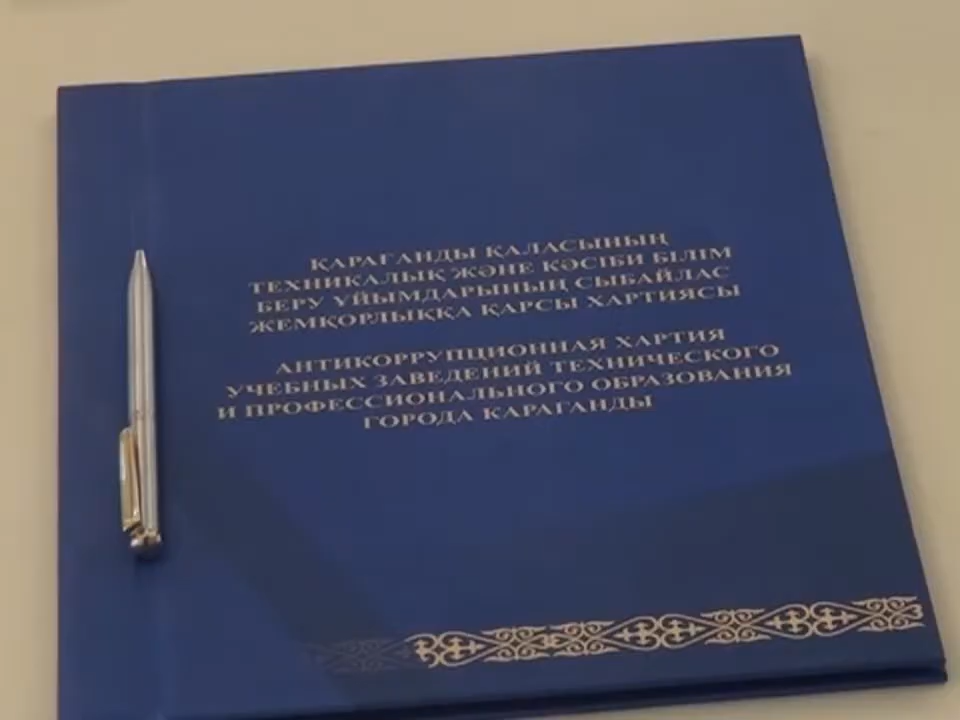 ҚАРАГАНДЫ ҚАЛАСЫНЫҢ
ТЕХНИКАЛЫҚ ЖӘНЕ КӘСІБИ БІЛІМ
БЕРУ ҰЙЫМДАРЫНЫҢ СЫБАЙЛАС
ЖЕМҚОРЛЫҚҚА ҚАРСЫ ХАРТИЯСЫ
АНТИКОРРУПЦИОННАЯ ХАРТИЯ
УЧЕБНЫХ ЗАВЕДЕНИЙ ТЕХНИЧЕСКОГО
И ПРОФЕССИОНАЛЬНОГО ОБРАЗОВАНИЯ
ГОРОДА КАРАГАНДЫ